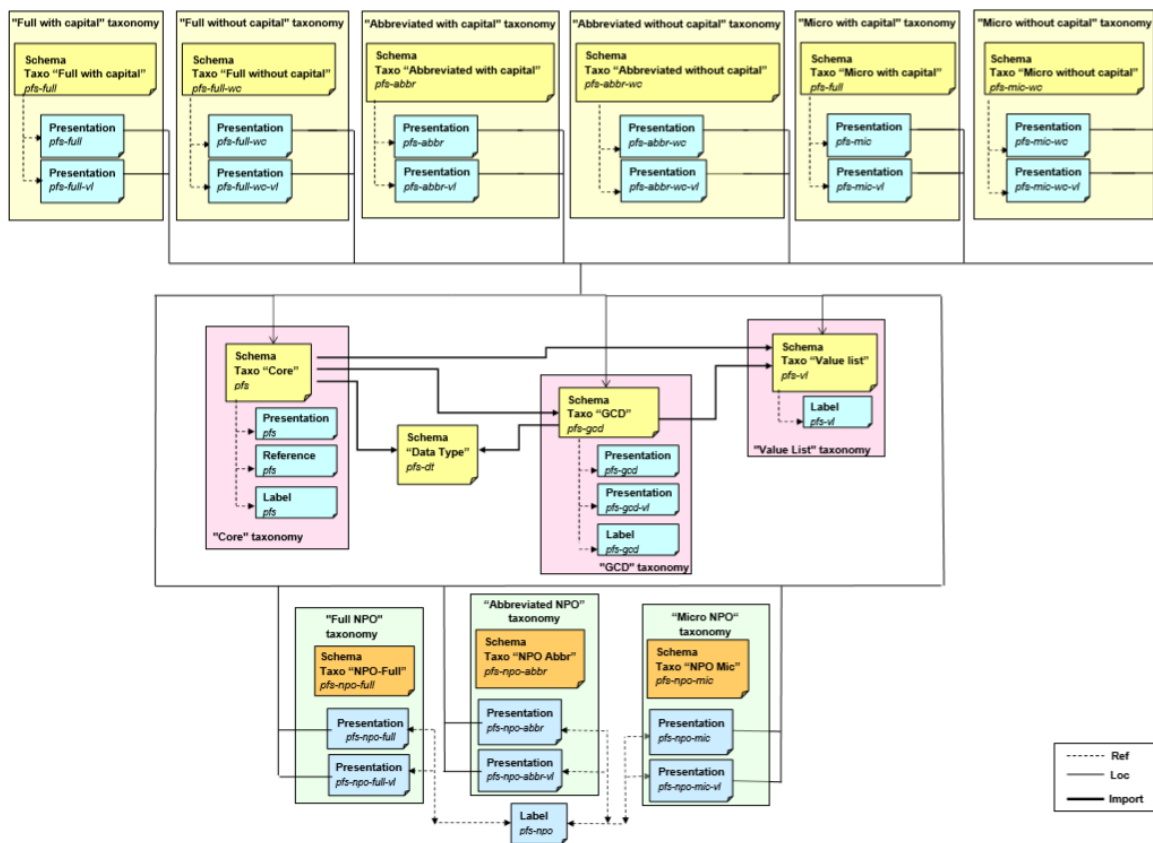 "Full with capital" taxonomy
Schema
Taxo “Full with capital”
pfs-full
Presentation
pfs-full
Presentation
pfs-full-vl
"Full without capital" taxonomy
Schema
Taxo “Full without capital”
pfs-full-wc
Presentation
pfs-full-wc
Presentation
pfs-full-wc-vl
"Abbreviated with capital" taxonomy
Schema
Taxo “Abbreviated with capital”
pfs-abbr
Presentation
pfs-abbr
Presentation
pfs-abbr-vl
"Abbreviated without capital" taxonomy
Schema
Taxo “Abbreviated without capital”
pfs-abbr-wc
Presentation
pfs-abbr-wc
Presentation
pfs-abbr-wc-vl
"Micro with capital" taxonomy
Schema
Taxo “Micro with capital”
pfs-full
Presentation
pfs-mic
Presentation
pfs-mic-vl
"Micro without capital" taxonomy
Schema
Taxo “Micro without capital”
pfs-mic-wc
Presentation
pfs-mic-wc
Presentation
pfs-mic-wc-vl
Schema
Taxo “Core”
pfs
Presentation
pfs
Reference
pfs
Label
pfs
"Core" taxonomy
Schema
“Data Type”
pfs-dt
Schema
Taxo “GCD”
pfs-gcd
Presentation
pfs-gcd
Presentation
pfs-gcd-vl
Label
pfs-gcd
"GCD" taxonomy
Schema
Taxo “Value list”
pfs-vl
Label
pfs-vl
"Value List" taxonomy
"Full NPO"
taxonomy
Schema
Taxo “NPO-Full”
pfs-npo-full
Presentation
pfs-npo-full
Presentation
pfs-npo-full-vl
“Abbreviated NPO”
taxonomy
Schema
Taxo “NPO Abbr”
pfs-npo-abbr
Presentation
pfs-npo-abbr
Presentation
pfs-npo-abbr-vl
“Micro NPO“
taxonomy
Schema
Taxo “NPO Mic”
pfs-npo-mic
Presentation
pfs-npo-mic
Presentation
pfs-npo-mic-vl
Label
pfs-npo
Ref
Loc
Import